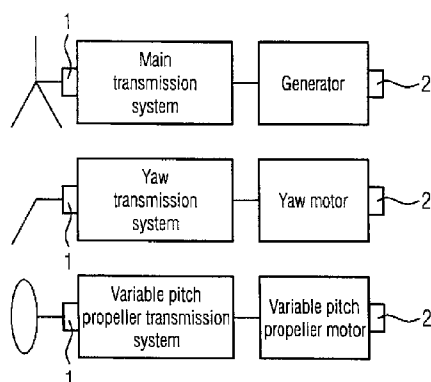 1
Main
transmission
system
Generator
2
Yaw
transmission
system
Yaw motor
2
1
Variable pitch
propeller transmission
system
Variable pitch
propeller motor
2
1